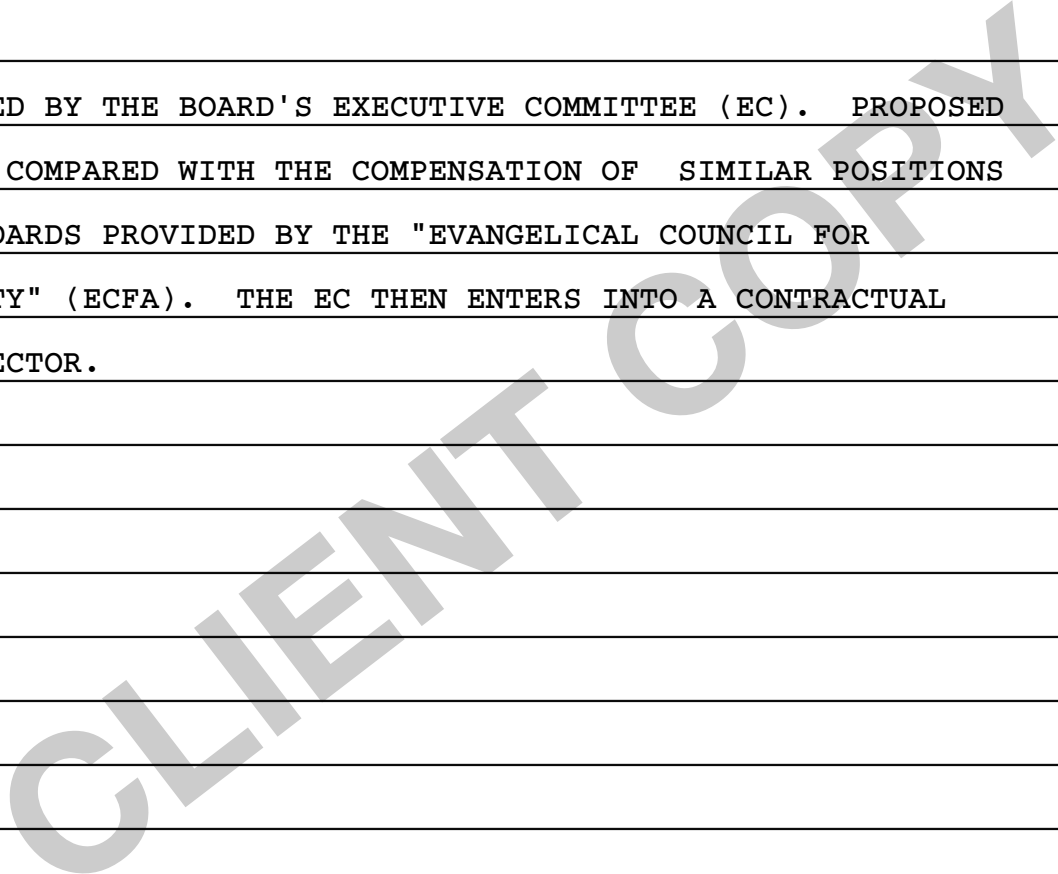 ED BY THE BOARD'S EXECUTIVE COMMITTEE (EC).  PROPOSED
COMPARED WITH THE COMPENSATION OF  SIMILAR POSITIONS
OARDS PROVIDED BY THE "EVANGELICAL COUNCIL FOR
TY" (ECFA).  THE EC THEN ENTERS INTO A CONTRACTUAL
ECTOR.
CLIENT COPY